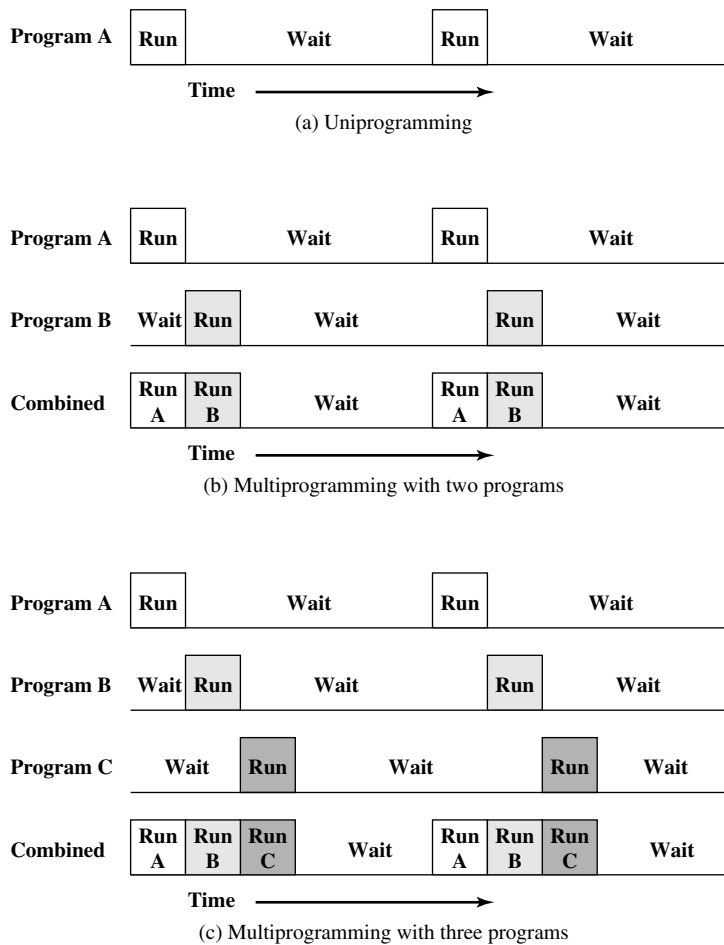 Program A Run Wait Run Wait
Time
(a) Uniprogramming
Program A Run Wait Run Wait
Program B Wait Run Wait Run Wait
Combined Run A Run B Wait Run A Run B Wait
Time
(b) Multiprogramming with two programs
Program A Run Wait Run Wait
Program B Wait Run Wait Run Wait
Program C Wait Run Wait Run Wait
Combined Run A Run B Run C Wait Run A Run B Run C Wait
Time
(c) Multiprogramming with three programs